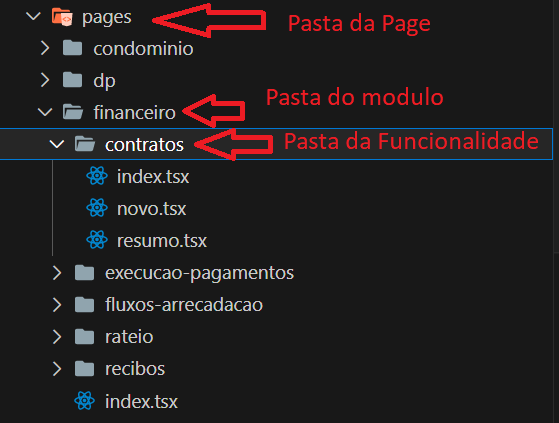 pages
Pasta da Page
condominio
dp
financeiro
Pasta do modulo
contratos
Pasta da Funcionalidade
index.tsx
novo.tsx
resumo.tsx
execucao-pagamentos
fluxos-arrecadacao
rateio
recibos
index.tsx